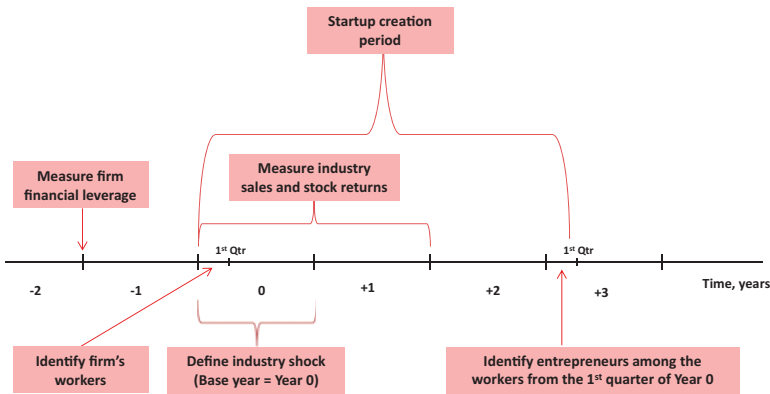 Startup creation
period
Measure firm
financial leverage
Measure industry
sales and stock returns
1st Qtr
1st Qtr
-2
-1
0
+1
+2
+3
Time, years
Identify firm's
workers
Define industry shock
(Base year = Year 0)
Identify entrepreneurs among the
workers from the 1st quarter of Year 0